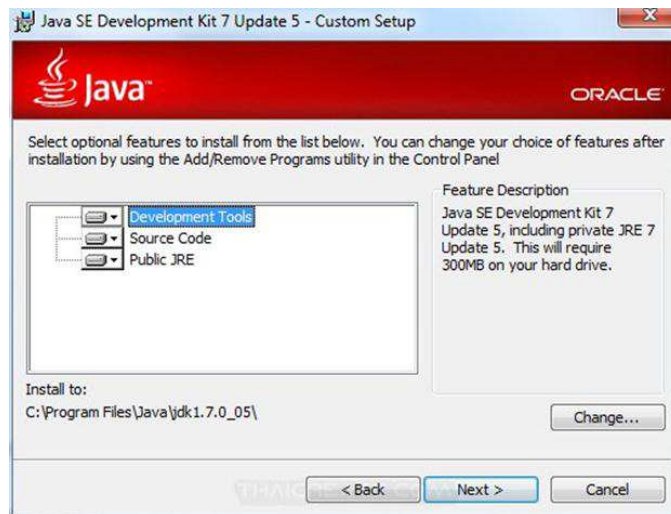 Java SE Development Kit 7 Update 5 - Custom Setup
Java™
ORACLE
Select optional features to install from the list below. You can change your choice of features after
installation by using the Add/Remove Programs utility in the Control Panel
Development Tools
Source Code
Public JRE
Feature Description
Java SE Development Kit 7
Update 5, including private JRE 7
Update 5. This will require
300MB on your hard drive.
Install to:
C:\Program Files\Java\jdk1.7.0_05\
Change...
< Back
Next >
Cancel